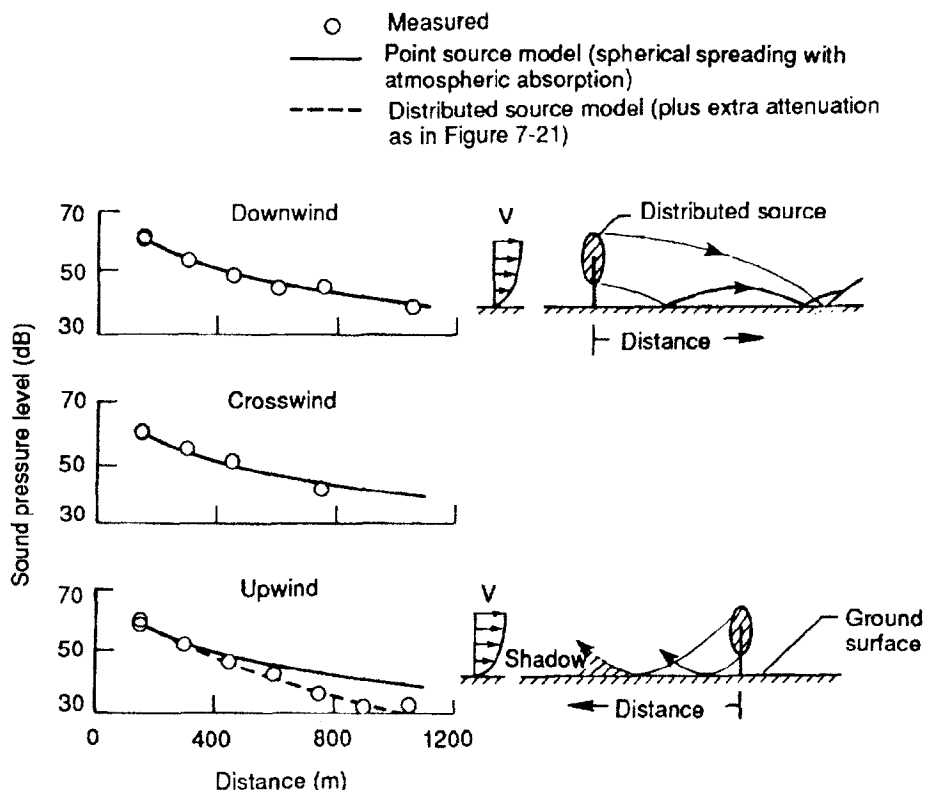 Measured
Point source model (spherical spreading with
atmospheric absorption)
Distributed source model (plus extra attenuation
as in Figure 7-21)
Sound pressure level (dB)
70
50
30
Downwind
V
Distributed source
Distance
70
50
30
Crosswind
70
50
30
Upwind
V
Shadow
Ground
surface
Distance
0
400
800
1200
Distance (m)